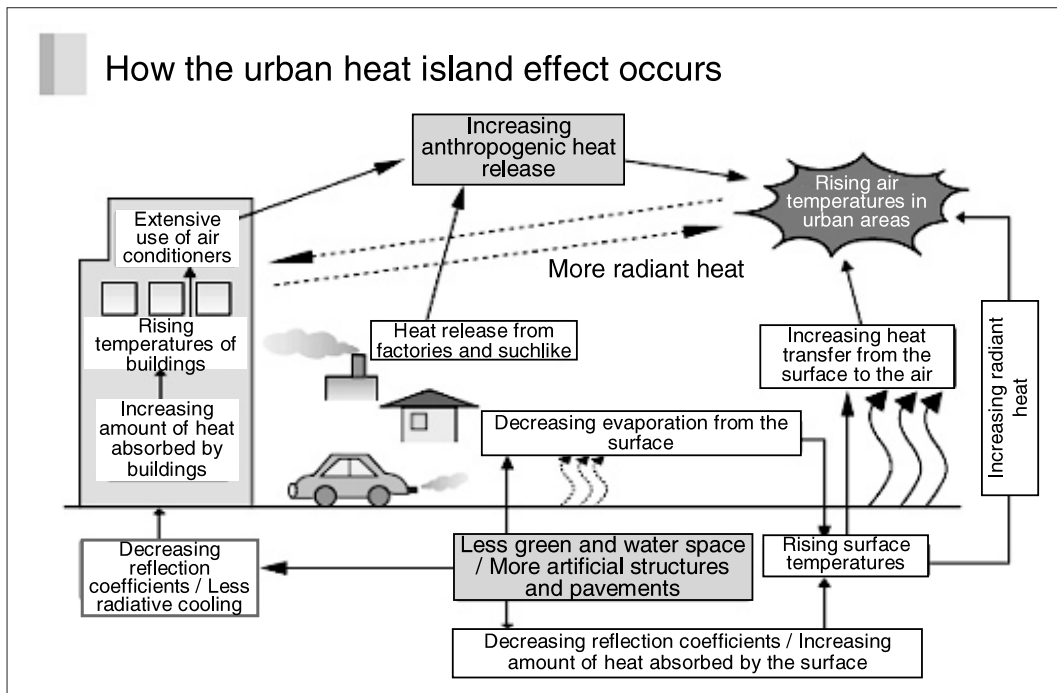 How the urban heat island effect occurs
Increasing
anthropogenic heat
release
Rising air
temperatures in
urban areas
Extensive
use of air
conditioners
More radiant heat
Rising
temperatures of
buildings
Heat release from
factories and suchlike
Increasing heat
transfer from the
surface to the air
Increasing radiant
heat
Increasing
amount of heat
absorbed by
buildings
Decreasing evaporation from the
surface
Decreasing
reflection
coefficients / Less
radiative cooling
Less green and water space
/ More artificial structures
and pavements
Rising surface
temperatures
Decreasing reflection coefficients / Increasing
amount of heat absorbed by the surface